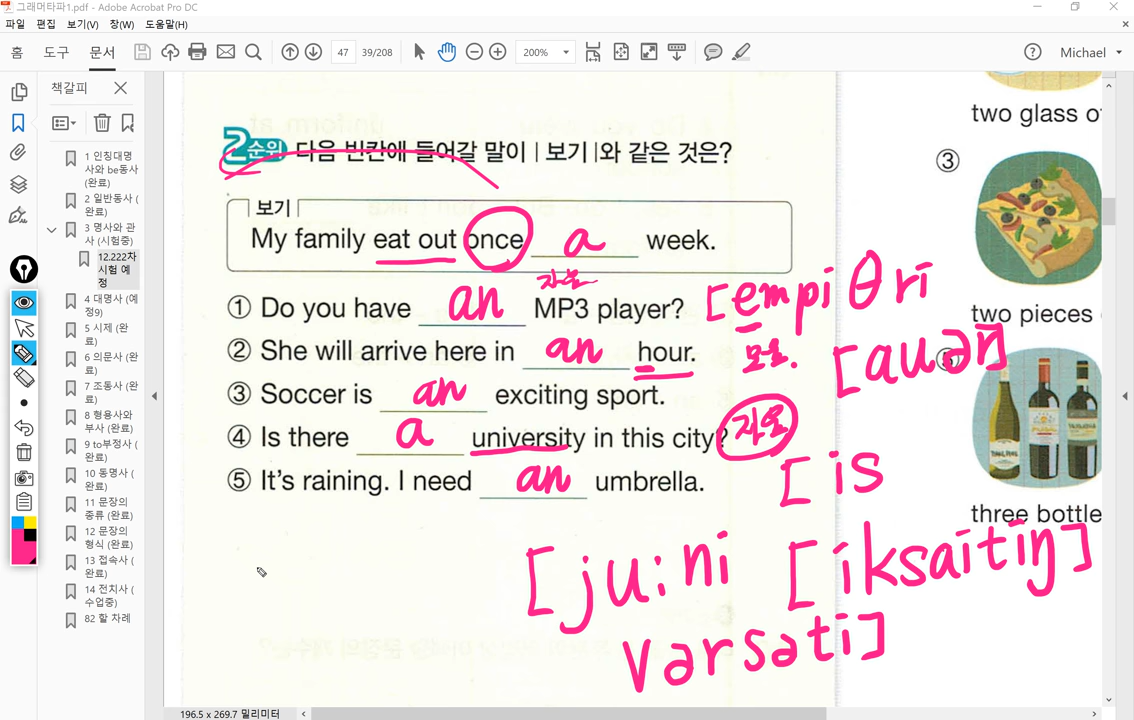 그래머타파1.pdf - Adobe Acrobat Pro DC
파일 편집 보기(V) 창(W) 도움말(H)
홈 도구 문서 47 39/208 200% Michael
책갈피
1 인칭대명
사와 be동사
(완료)
2 일반동사 (
완료)
3 명사와 관
사 (시험중)
12.222차
시험 예
정
4 대명사 (예
정9)
5 시제 (완
료)
6 의문사 (
완료)
7 조동사 (
완료)
8 형용사와
부사 (완료)
9 to부정사 (
완료)
10 동명사 (
완료)
11 문장의
종류 (완료)
12 문장의
형식 (완료)
13 접속사 (
완료)
14 전치사 (
수업중)
82 할 차례
2순위 다음 빈칸에 들어갈 말이 | 보기 |와 같은 것은?
보기
My family eat out once a week.
자음
① Do you have an MP3 player? [empiθri
② She will arrive here in an hour. 모음. [auər]
③ Soccer is an exciting sport.
④ Is there a university in this city? 자음
⑤ It's raining. I need an umbrella. [is
[ju:ni [iksaitiŋ]
vərsəti]
two glass o
③
two pieces
⑤
three bottle
196.5 x 269.7 밀리미터